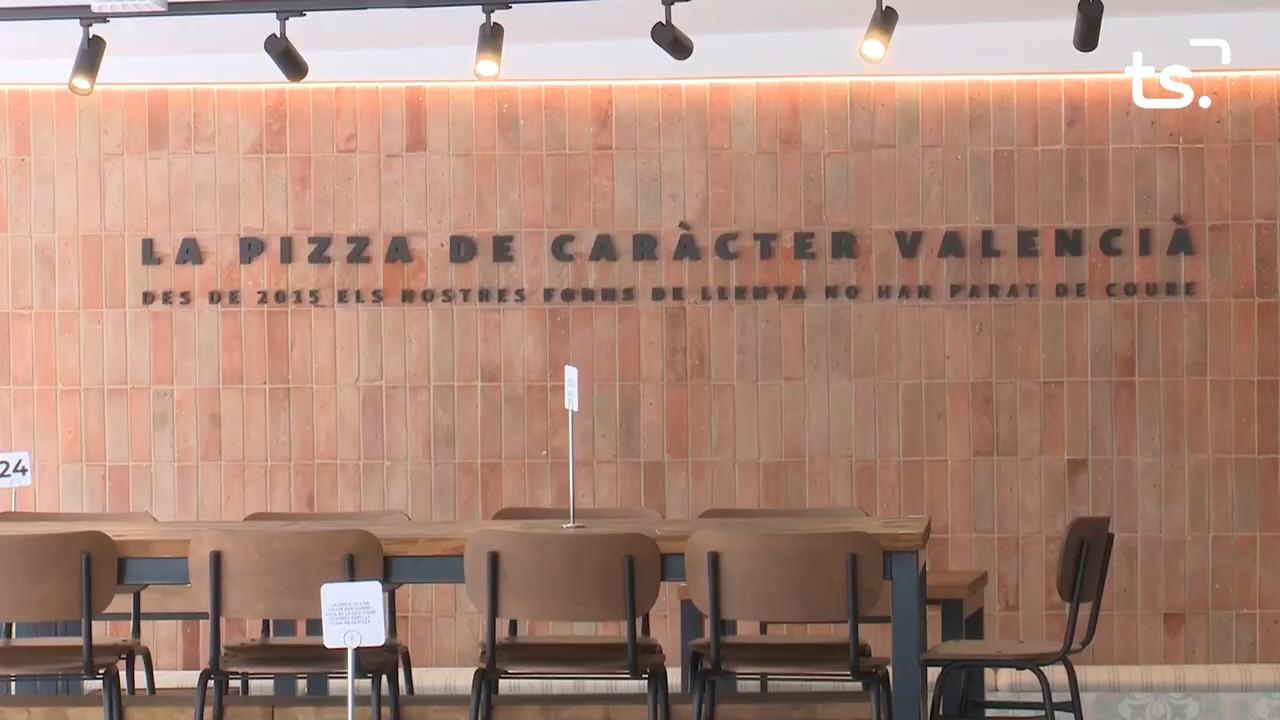 ts.
LA PIZZA DE CARÀCTER VALENCIÀ
DES DE 2015 ELS NOSTRES FORNS DE LLENYA NO HAN PARAT DE COURE
24